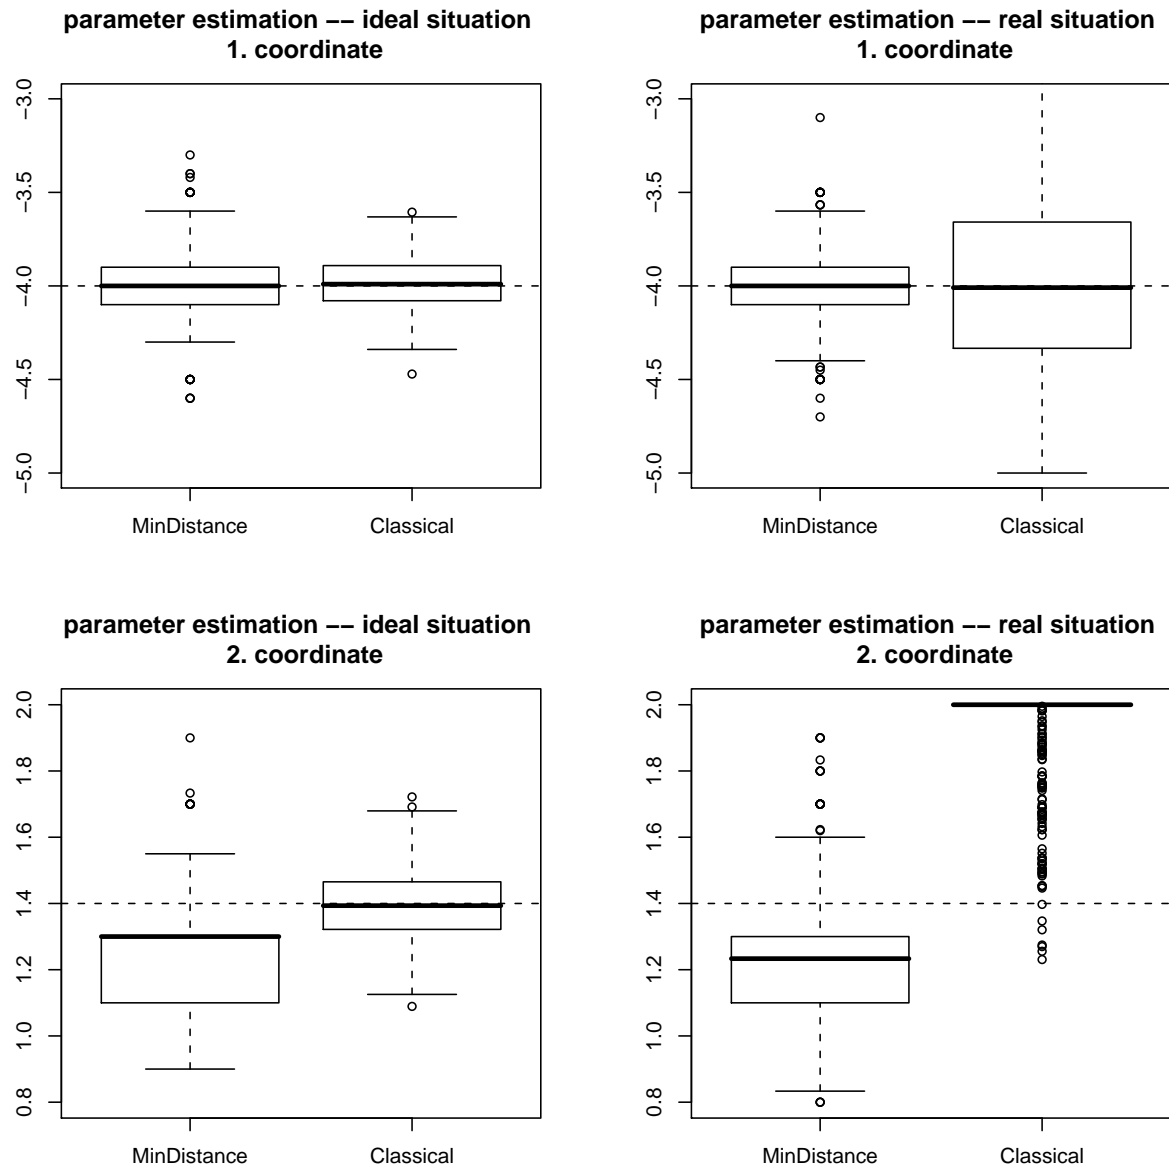 parameter estimation −− ideal situation
1. coordinate
−3.0
−3.5
−4.0
−4.5
−5.0
MinDistance Classical
parameter estimation −− real situation
1. coordinate
−3.0
−3.5
−4.0
−4.5
−5.0
MinDistance Classical
parameter estimation −− ideal situation
2. coordinate
2.0
1.8
1.6
1.4
1.2
1.0
0.8
MinDistance Classical
parameter estimation −− real situation
2. coordinate
2.0
1.8
1.6
1.4
1.2
1.0
0.8
MinDistance Classical